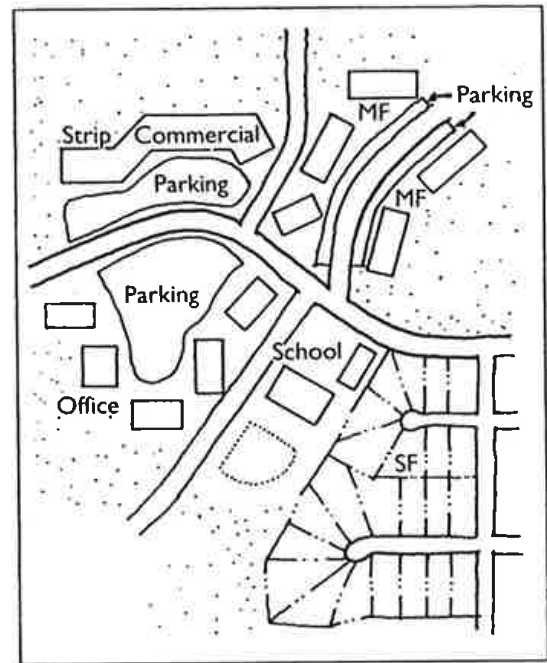 Parking
MF
Strip Commercial
Parking
MF
Parking
School
Office
SF